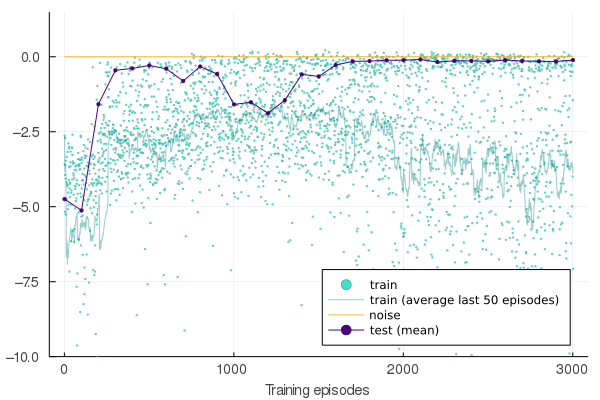 0.0
−2.5
−5.0
−7.5
−10.0
0
1000
2000
3000
Training episodes
train
train (average last 50 episodes)
noise
test (mean)